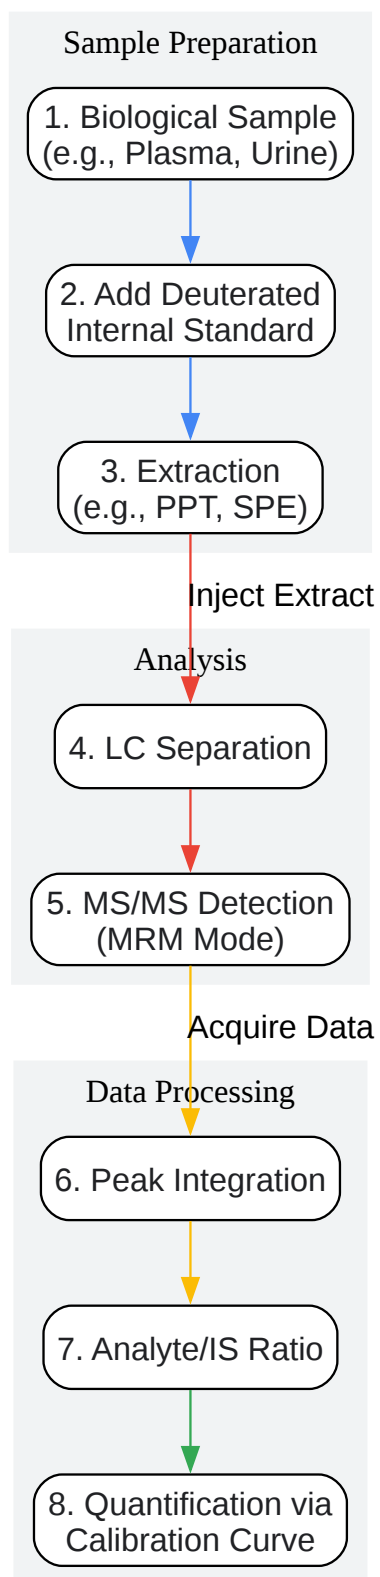 Sample Preparation
1. Biological Sample
(e.g., Plasma, Urine)
2. Add Deuterated
Internal Standard
3. Extraction
(e.g., PPT, SPE)
Inject Extract
Analysis
4. LC Separation
5. MS/MS Detection
(MRM Mode)
Acquire Data
Data Processing
6. Peak Integration
7. Analyte/IS Ratio
8. Quantification via
Calibration Curve